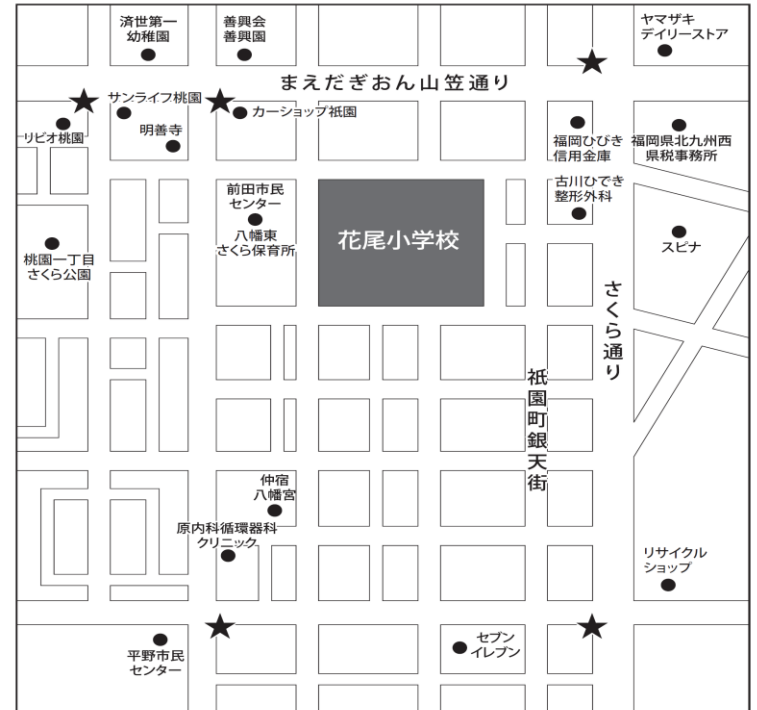 済世第一
幼稚園
善興会
善興園
ヤマザキ
デイリーストア
まえだぎおん山笠通り
サンライフ桃園
カーショップ祇園
リビオ桃園
明善寺
福岡ひびき
信用金庫
福岡県北九州西
県税事務所
前田市民
センター
八幡東
さくら保育所
花尾小学校
古川ひでき
整形外科
スピナ
桃園一丁目
さくら公園
さくら通り
祇園町銀天街
仲宿
八幡宮
原内科循環器科
クリニック
リサイクル
ショップ
平野市民
センター
セブン
イレブン